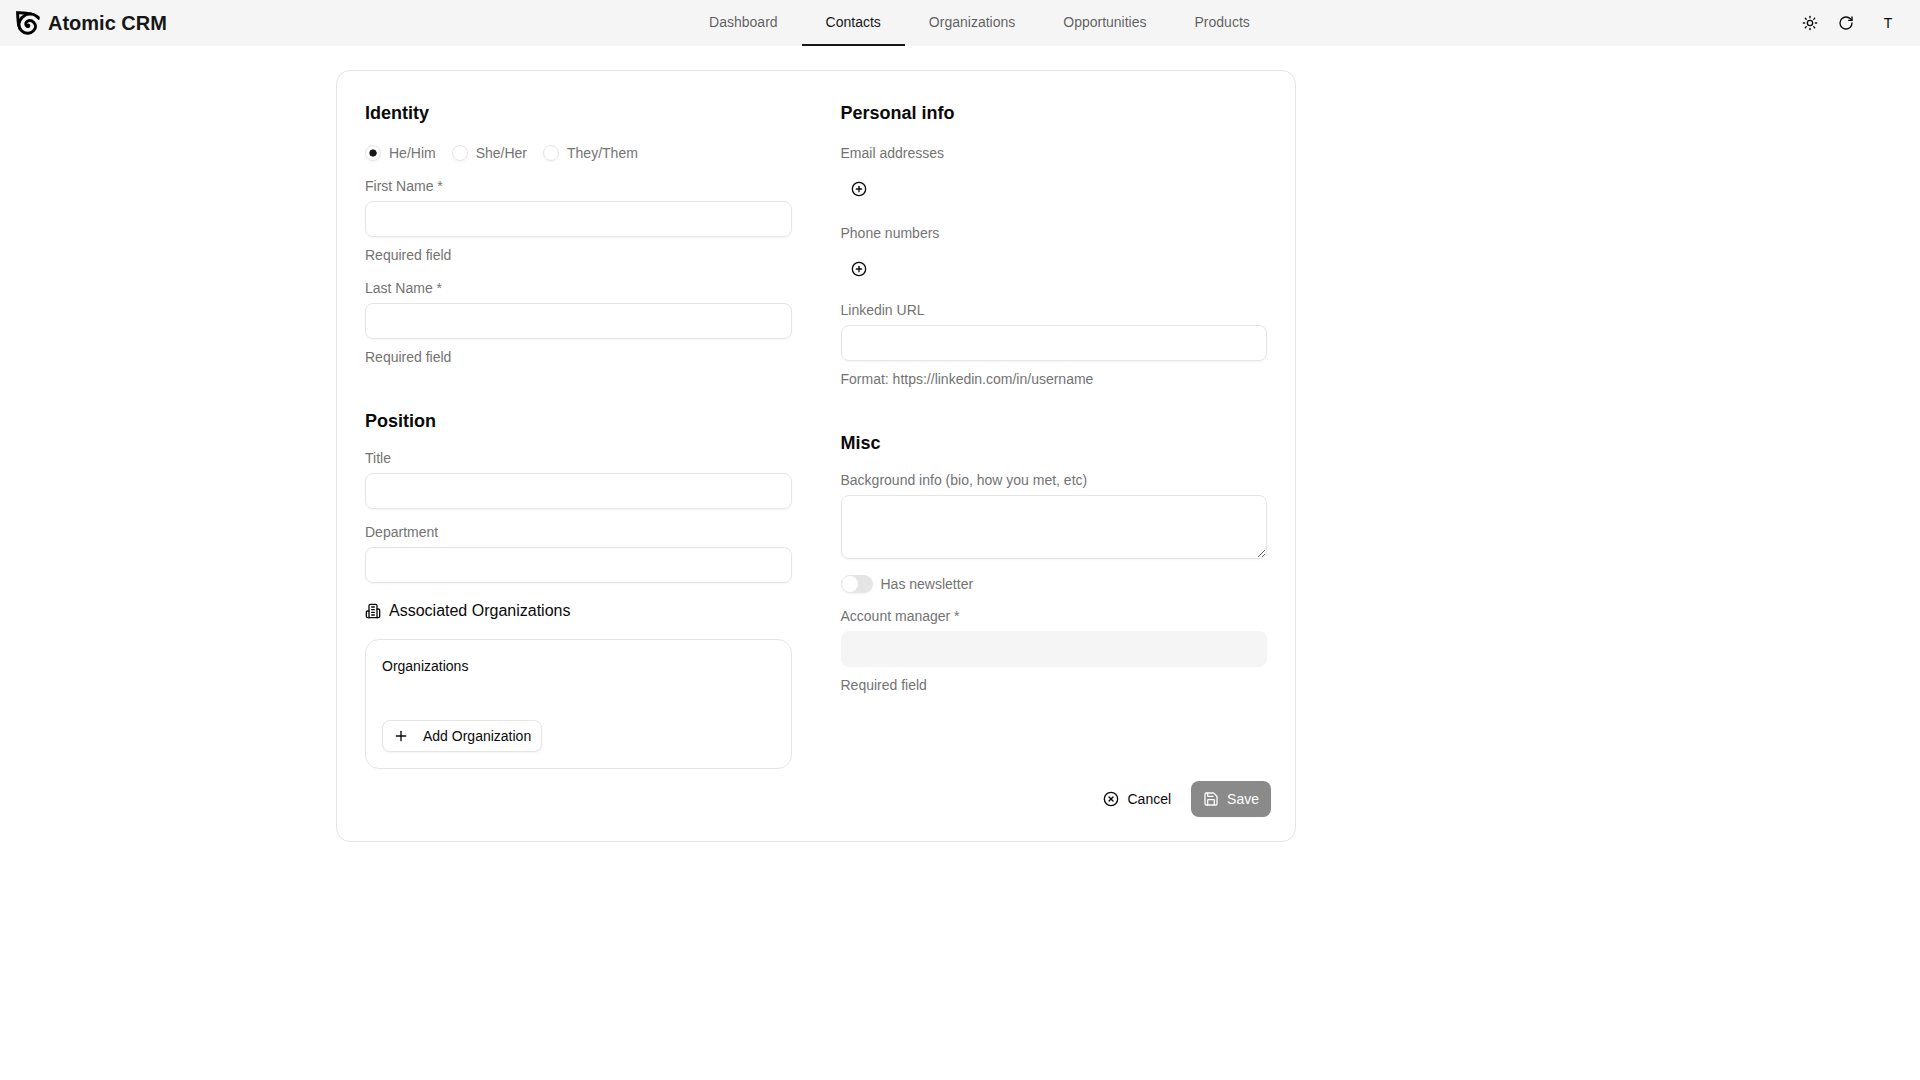 Atomic CRM
Dashboard
Contacts
Organizations
Opportunities
Products
T
Identity
He/Him
She/Her
They/Them
First Name *
Required field
Last Name *
Required field
Position
Title
Department
Associated Organizations
Organizations
Add Organization
Personal info
Email addresses
Phone numbers
Linkedin URL
Format: https://linkedin.com/in/username
Misc
Background info (bio, how you met, etc)
Has newsletter
Account manager *
Required field
Cancel
Save